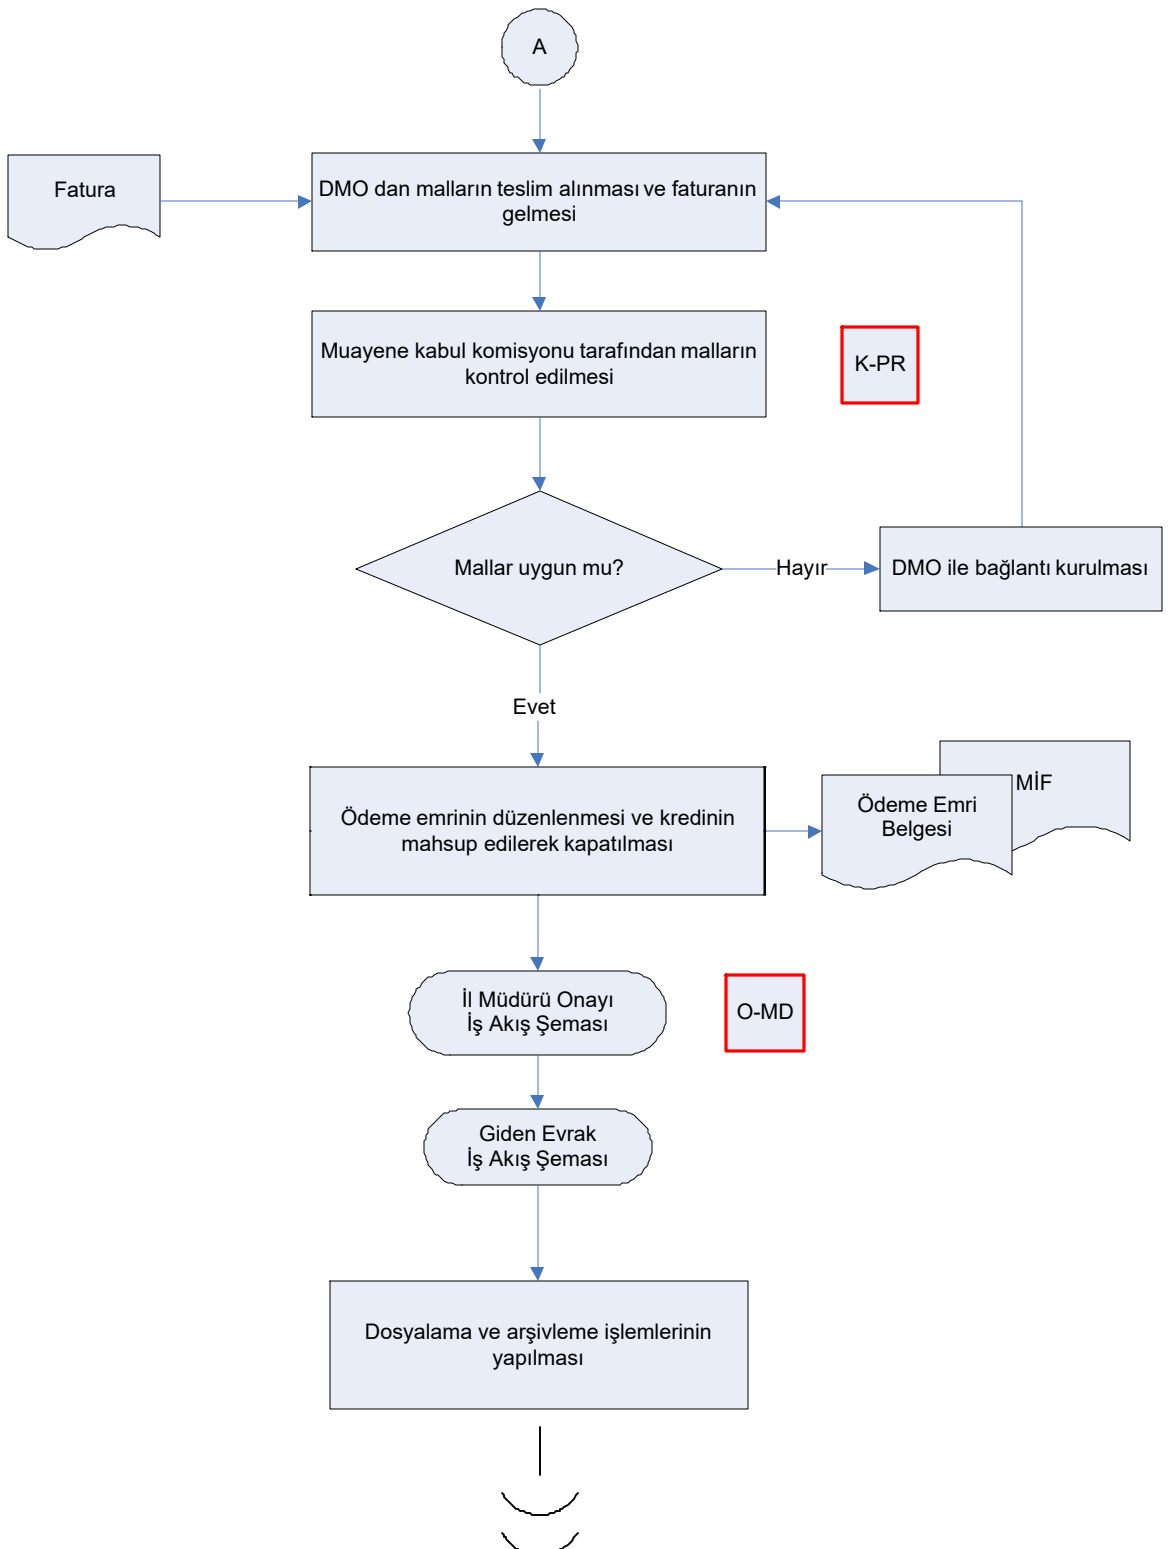 A
Fatura
DMO dan malların teslim alınması ve faturanın
gelmesi
Muayene kabul komisyonu tarafından malların
kontrol edilmesi
K-PR
Mallar uygun mu?
Hayır
DMO ile bağlantı kurulması
Evet
Ödeme emrinin düzenlenmesi ve kredinin
mahsup edilerek kapatılması
MİF
Ödeme Emri
Belgesi
İl Müdürü Onayı
İş Akış Şeması
O-MD
Giden Evrak
İş Akış Şeması
Dosyalama ve arşivleme işlemlerinin
yapılması